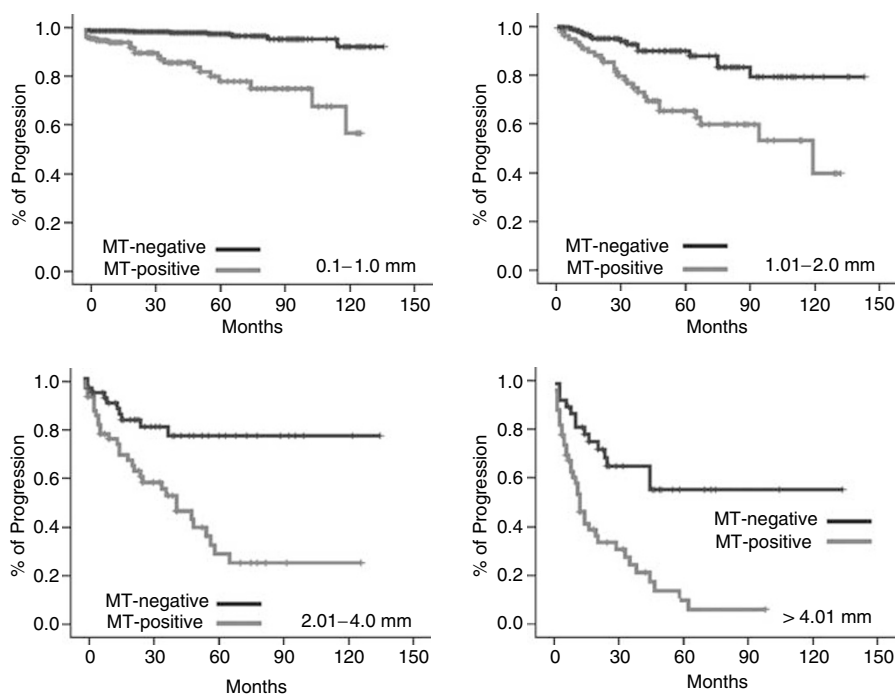 1.0
0.8
0.6
0.4
0.2
0.0
% of Progression
MT-negative
MT-positive
0.1–1.0 mm
0 30 60 90 120 150
Months
1.0
0.8
0.6
0.4
0.2
0.0
% of Progression
MT-negative
MT-positive
1.01–2.0 mm
0 30 60 90 120 150
Months
1.0
0.8
0.6
0.4
0.2
0.0
% of Progression
MT-negative
MT-positive
2.01–4.0 mm
0 30 60 90 120 150
Months
1.0
0.8
0.6
0.4
0.2
0.0
% of Progression
MT-negative
MT-positive
> 4.01 mm
0 30 60 90 120 150
Months